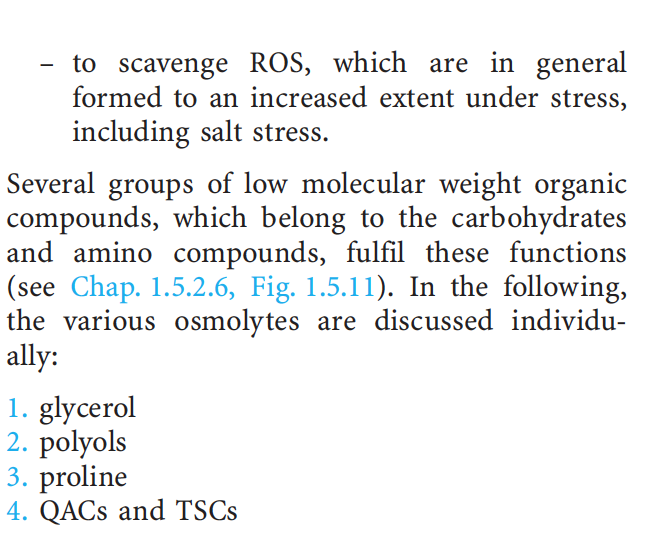 – to scavenge ROS, which are in general
formed to an increased extent under stress,
including salt stress.
Several groups of low molecular weight organic
compounds, which belong to the carbohydrates
and amino compounds, fulfil these functions
(see Chap. 1.5.2.6, Fig. 1.5.11). In the following,
the various osmolytes are discussed individu-
ally:
1. glycerol
2. polyols
3. proline
4. QACs and TSCs